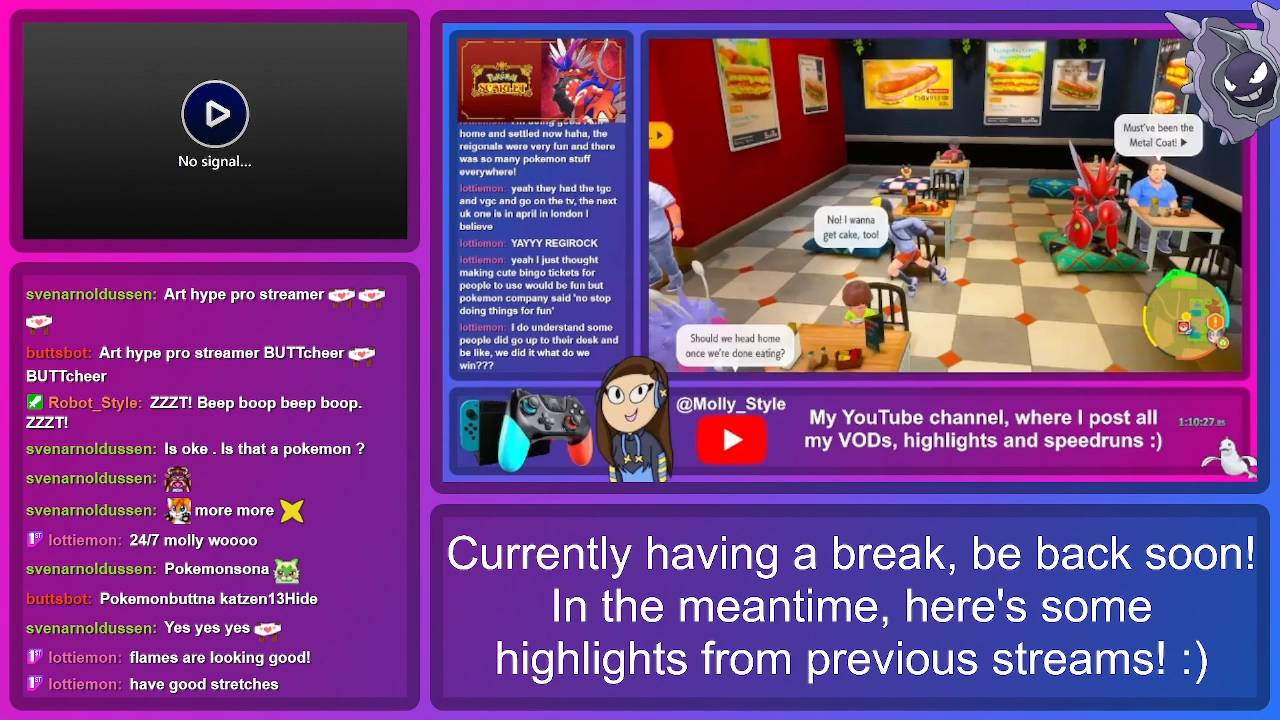 No signal...
svenarnoldussen: Art hype pro streamer
buttsbot: Art hype pro streamer BUTTcheer
BUTTcheer
Robot_Style: ZZZT! Beep boop beep boop.
ZZZT!
svenarnoldussen: Is oke . Is that a pokemon ?
svenarnoldussen:
svenarnoldussen: more more
1ST lottiemon: 24/7 molly woooo
svenarnoldussen: Pokemonsona
buttsbot: Pokemonbuttna katzen13Hide
svenarnoldussen: Yes yes yes
1ST lottiemon: flames are looking good!
1ST lottiemon: have good stretches
POKÉMON
SCARLET
home and settled now haha, the
reigonals were very fun and there
was so many pokemon stuff
everywhere!
lottiemon: yeah they had the tgc
and vgc and go on the tv, the next
uk one is in april in london I
believe
lottiemon: YAYYY REGIROCK
lottiemon: yeah I just thought
making cute bingo tickets for
people to use would be fun but
pokemon company said 'no stop
doing things for fun'
lottiemon: I do understand some
people did go up to their desk and
be like, we did it what do we
win???
Must've been the
Metal Coat!
No! I wanna
get cake, too!
Should we head home
once we're done eating?
@Molly_Style
My YouTube channel, where I post all
my VODs, highlights and speedruns :)
1:10:27.85
Currently having a break, be back soon!
In the meantime, here's some
highlights from previous streams! :)